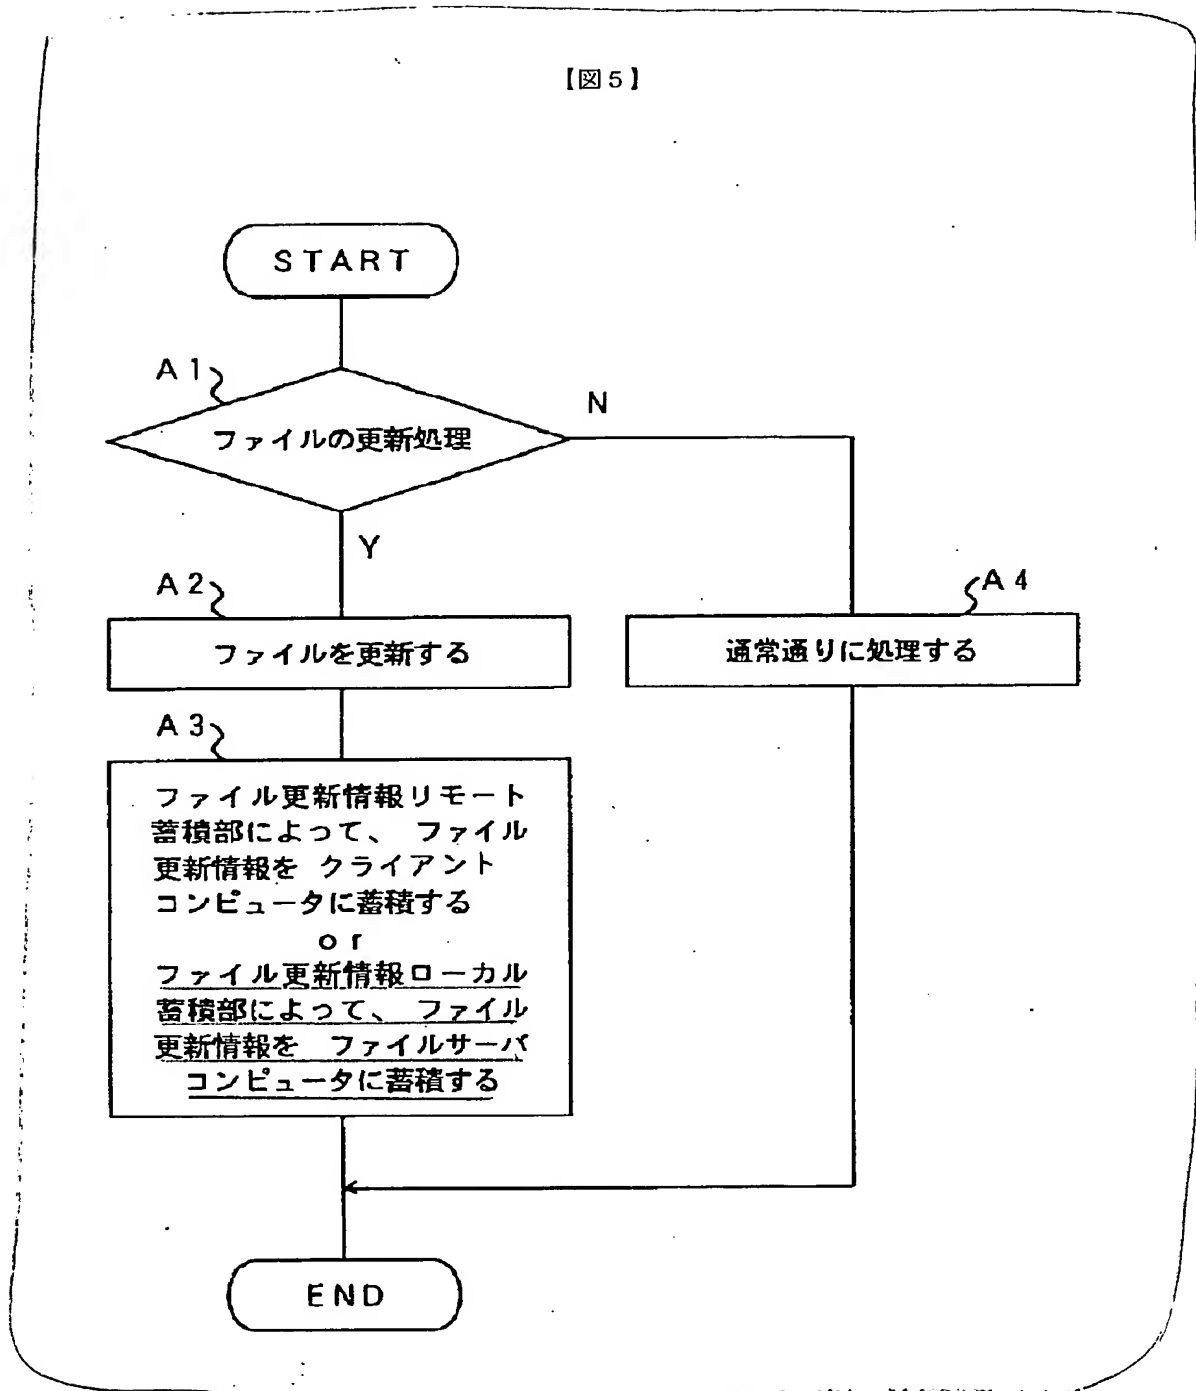 【図5】
START
A1
ファイルの更新処理
N
Y
A2
ファイルを更新する
A4
通常通りに処理する
A3
ファイル更新情報リモート
蓄積部によって、ファイル
更新情報を クライアント
コンピュータに蓄積する
or
ファイル更新情報ローカル
蓄積部によって、ファイル
更新情報を ファイルサーバ
コンピュータに蓄積する
END